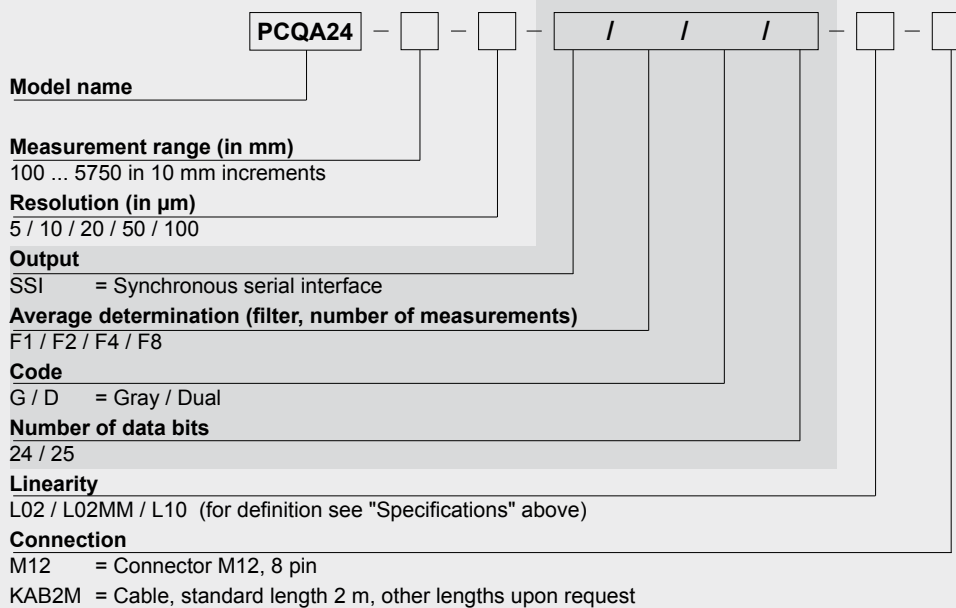 PCQA24 – – – / / / – –
Model name
Measurement range (in mm)
100 ... 5750 in 10 mm increments
Resolution (in µm)
5 / 10 / 20 / 50 / 100
Output
SSI = Synchronous serial interface
Average determination (filter, number of measurements)
F1 / F2 / F4 / F8
Code
G / D = Gray / Dual
Number of data bits
24 / 25
Linearity
L02 / L02MM / L10 (for definition see "Specifications" above)
Connection
M12 = Connector M12, 8 pin
KAB2M = Cable, standard length 2 m, other lengths upon request